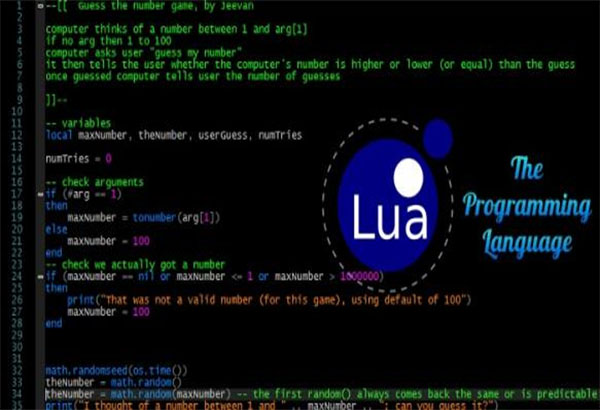 1 --[[ Guess the number game, by Jeevan
2
3 computer thinks of a number between 1 and arg[1]
4 if no arg then 1 to 100
5 computer asks user "guess my number"
6 it then tells the user whether the computer's number is higher or lower (or equal) than the guess
7 once guessed computer tells user the number of guesses
8
9 ]]--
10
11 -- variables
12 local maxNumber, theNumber, userGuess, numTries
13
14 numTries = 0
15
16 -- check arguments
17 if (#arg == 1)
18 then
19 maxNumber = tonumber(arg[1])
20 else
21 maxNumber = 100
22 end
23 -- check we actually got a number
24 if (maxNumber == nil or maxNumber <= 1 or maxNumber > 1000000)
25 then
26 print("That was not a valid number (for this game), using default of 100")
27 maxNumber = 100
28 end
29
30
31
32 math.randomseed(os.time())
33 theNumber = math.random()
34 theNumber = math.random(maxNumber) -- the first random() always comes back the same or is predictable
35 print("I thought of a number between 1 and " .. maxNumber .. ": can you guess it?")
Lua
The
Programming
Language